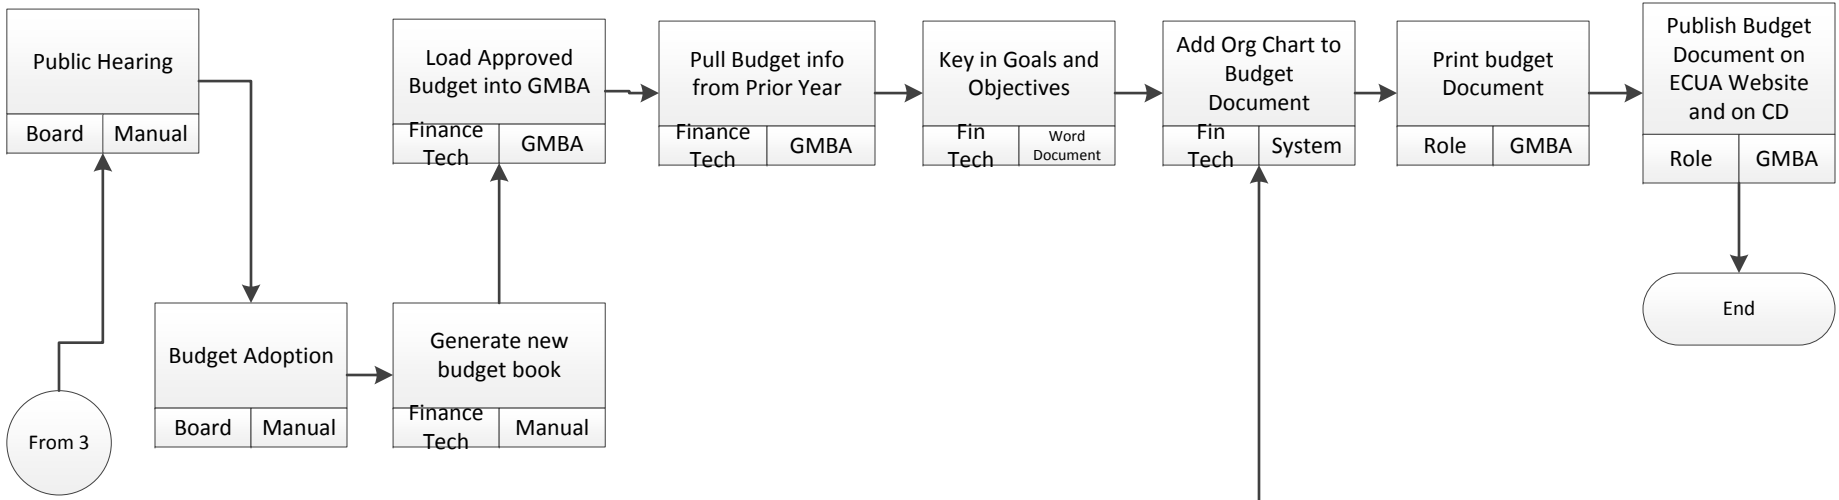 Public Hearing
Board
Manual
From 3
Budget Adoption
Board
Manual
Generate new
budget book
Finance
Tech
Manual
Load Approved
Budget into GMBA
Finance
Tech
GMBA
Pull Budget info
from Prior Year
Finance
Tech
GMBA
Key in Goals and
Objectives
Fin
Tech
Word
Document
Add Org Chart to
Budget
Document
Fin
Tech
System
Print budget
Document
Role
GMBA
Publish Budget
Document on
ECUA Website
and on CD
Role
GMBA
End